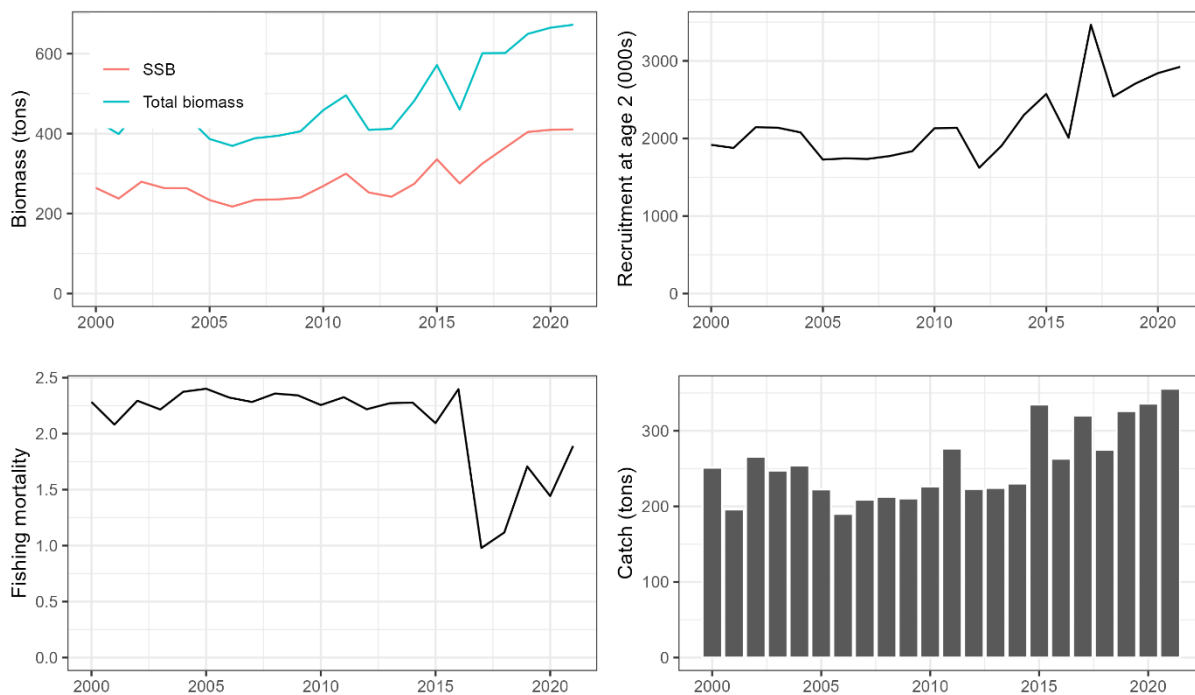 Biomass (tons)
600
400
200
0
SSB
Total biomass
2000 2005 2010 2015 2020
Recruitment at age 2 (000s)
3000
2000
1000
0
2000 2005 2010 2015 2020
Fishing mortality
2.5
2.0
1.5
1.0
0.5
0.0
2000 2005 2010 2015 2020
Catch (tons)
300
200
100
0
2000 2005 2010 2015 2020